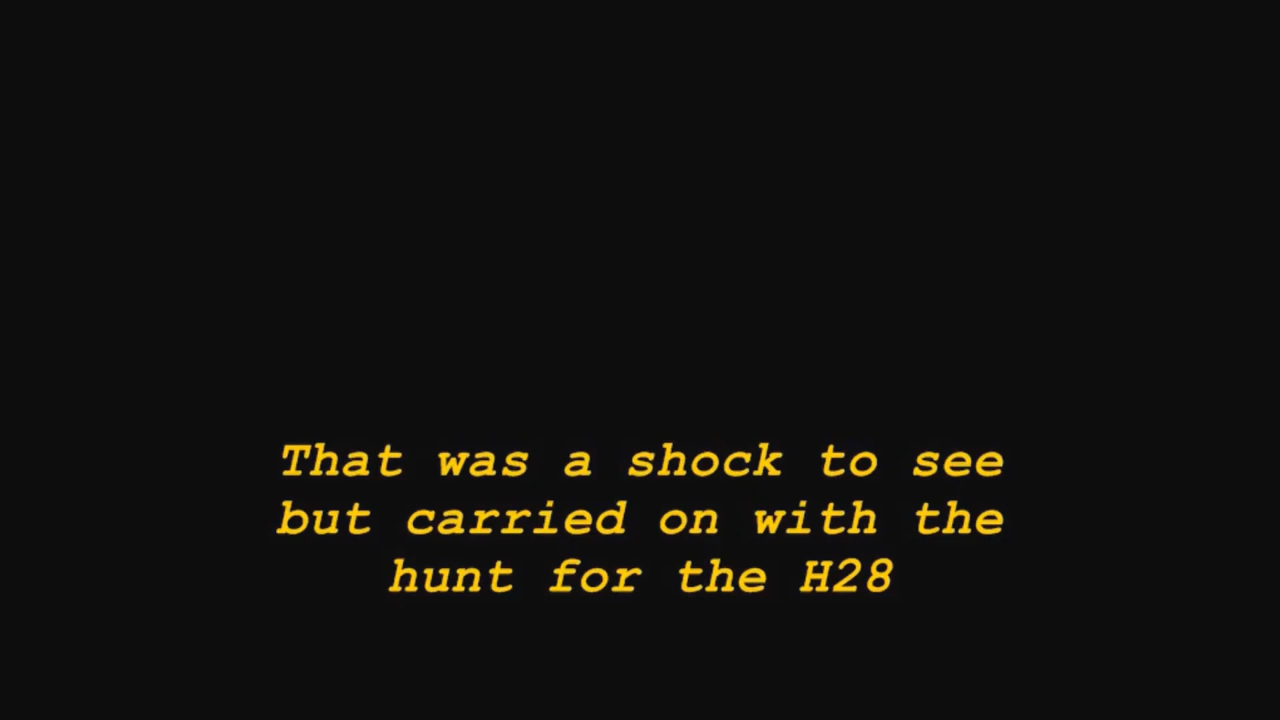 That was a shock to see
but carried on with the
hunt for the H28